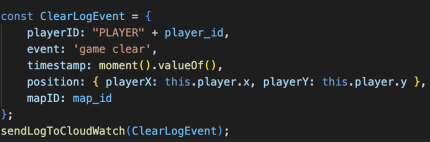 const ClearLogEvent = {
    playerID: "PLAYER" + player_id,
    event: 'game clear',
    timestamp: moment().valueOf(),
    position: { playerX: this.player.x, playerY: this.player.y },
    mapID: map_id
};
sendLogToCloudWatch(ClearLogEvent);